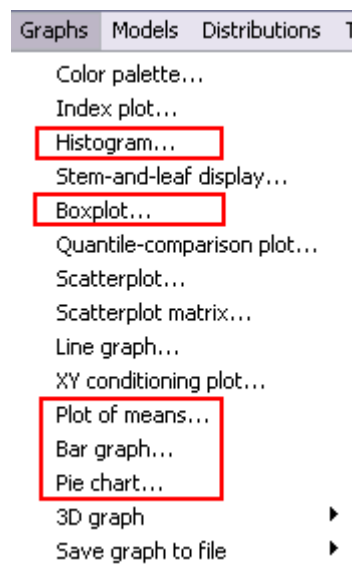 Graphs Models Distributions
Color palette...
Index plot...
Histogram...
Stem-and-leaf display...
Boxplot...
Quantile-comparison plot...
Scatterplot...
Scatterplot matrix...
Line graph...
XY conditioning plot...
Plot of means...
Bar graph...
Pie chart...
3D graph
Save graph to file